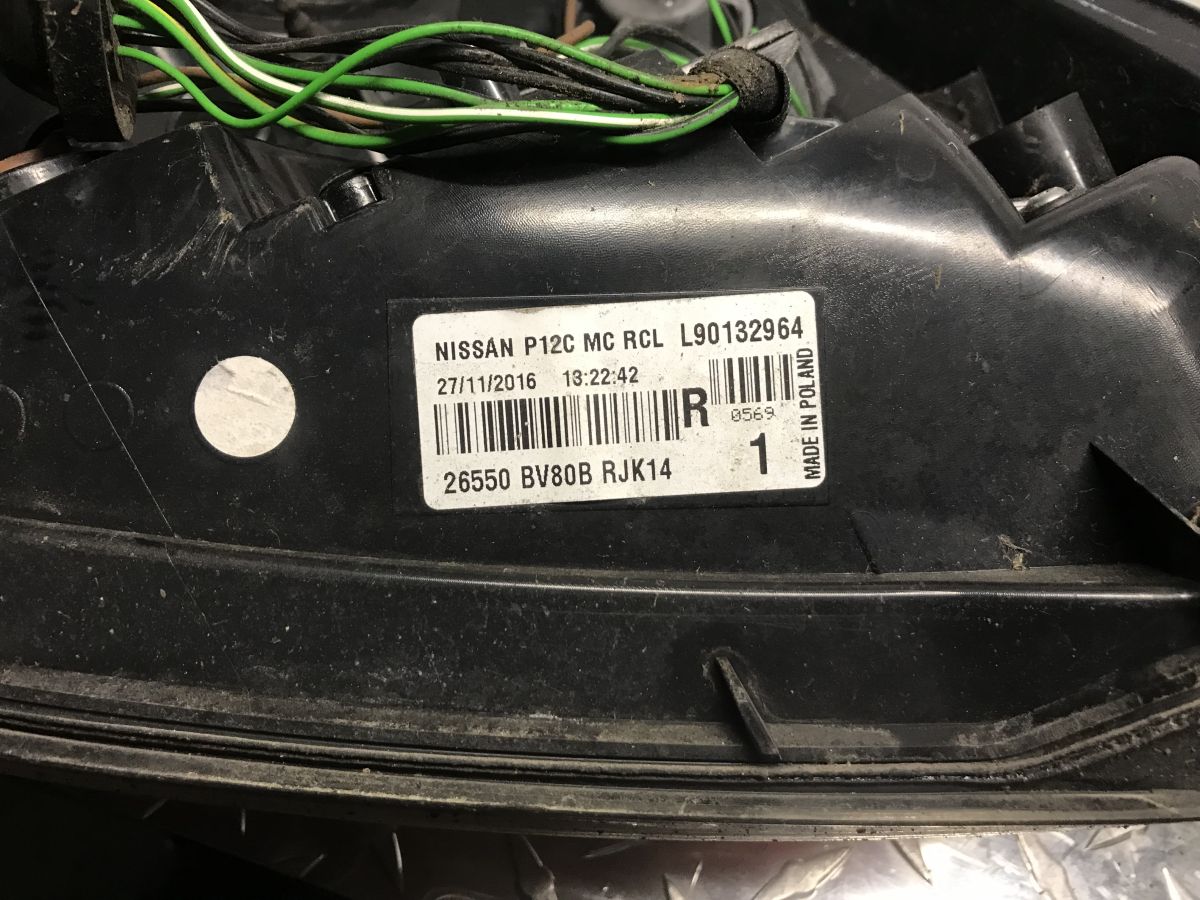 NISSAN P12C MC RCL L90132964
27/11/2016 13:22:42
R
0569
1
26550 BV80B RJK14
MADE IN POLAND